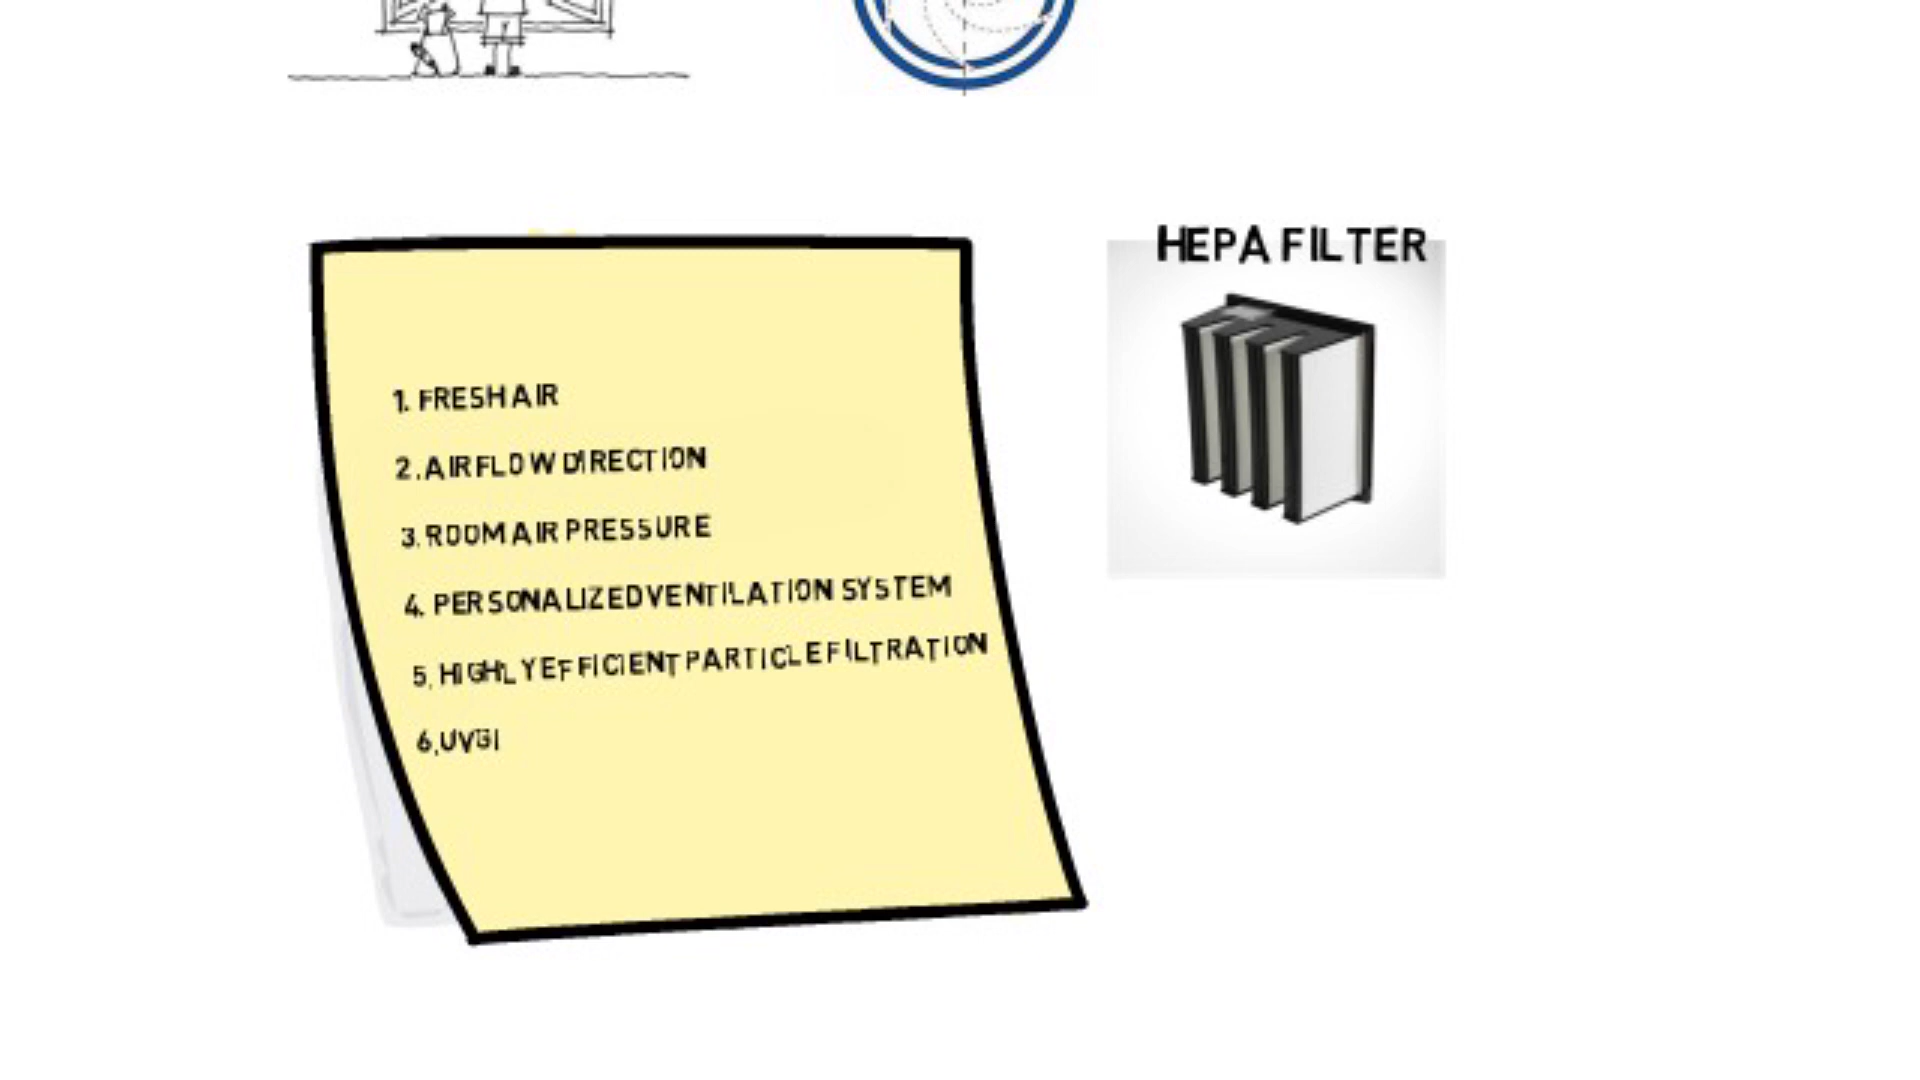 HEPA FILTER
1. FRESH AIR
2. AIRFLOW DIRECTION
3. ROOM AIR PRESSURE
4. PERSONALIZED VENTILATION SYSTEM
5. HIGHLY EFFICIENT PARTICLE FILTRATION
6. UVGI